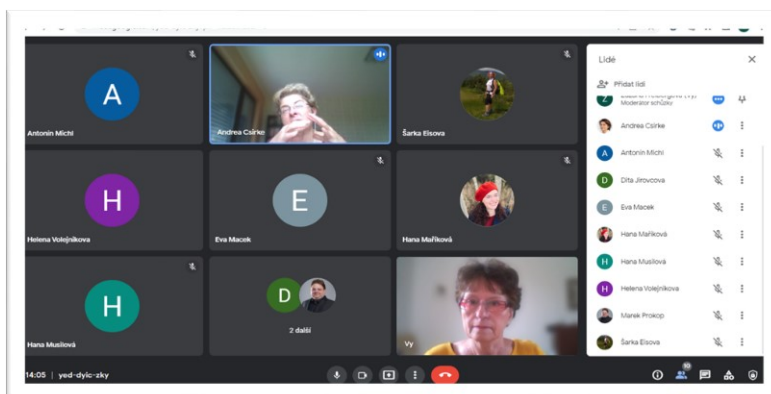 A
Antonin Michl
Andrea Csirke
Šarka Elsova
H
Helena Volejnikova
E
Eva Macek
Hana Maříková
H
Hana Musilová
D
2 další
Vy
14:05 | yed-dyic-zky
10
Lidé
Přidat lidi
Moderator schůzky
Andrea Csirke
A Antonin Michl
D Dita Jirovcova
E Eva Macek
Hana Maříková
H Hana Musilová
H Helena Volejnikova
Marek Prokop
Šarka Elsova